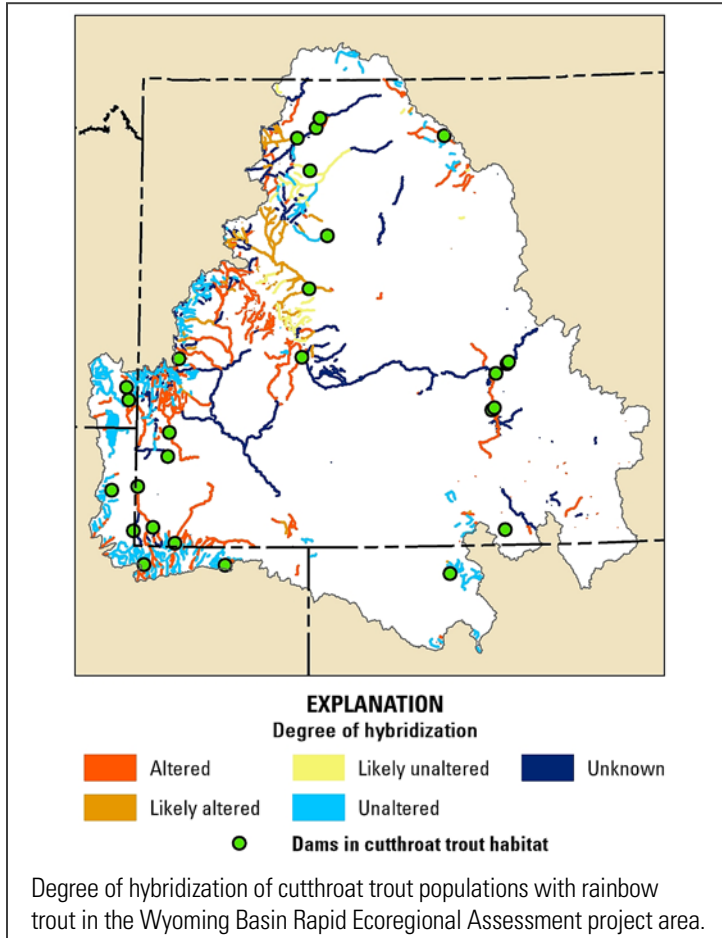 EXPLANATION
Degree of hybridization
Altered
Likely unaltered
Unknown
Likely altered
Unaltered
Dams in cutthroat trout habitat
Degree of hybridization of cutthroat trout populations with rainbow
trout in the Wyoming Basin Rapid Ecoregional Assessment project area.